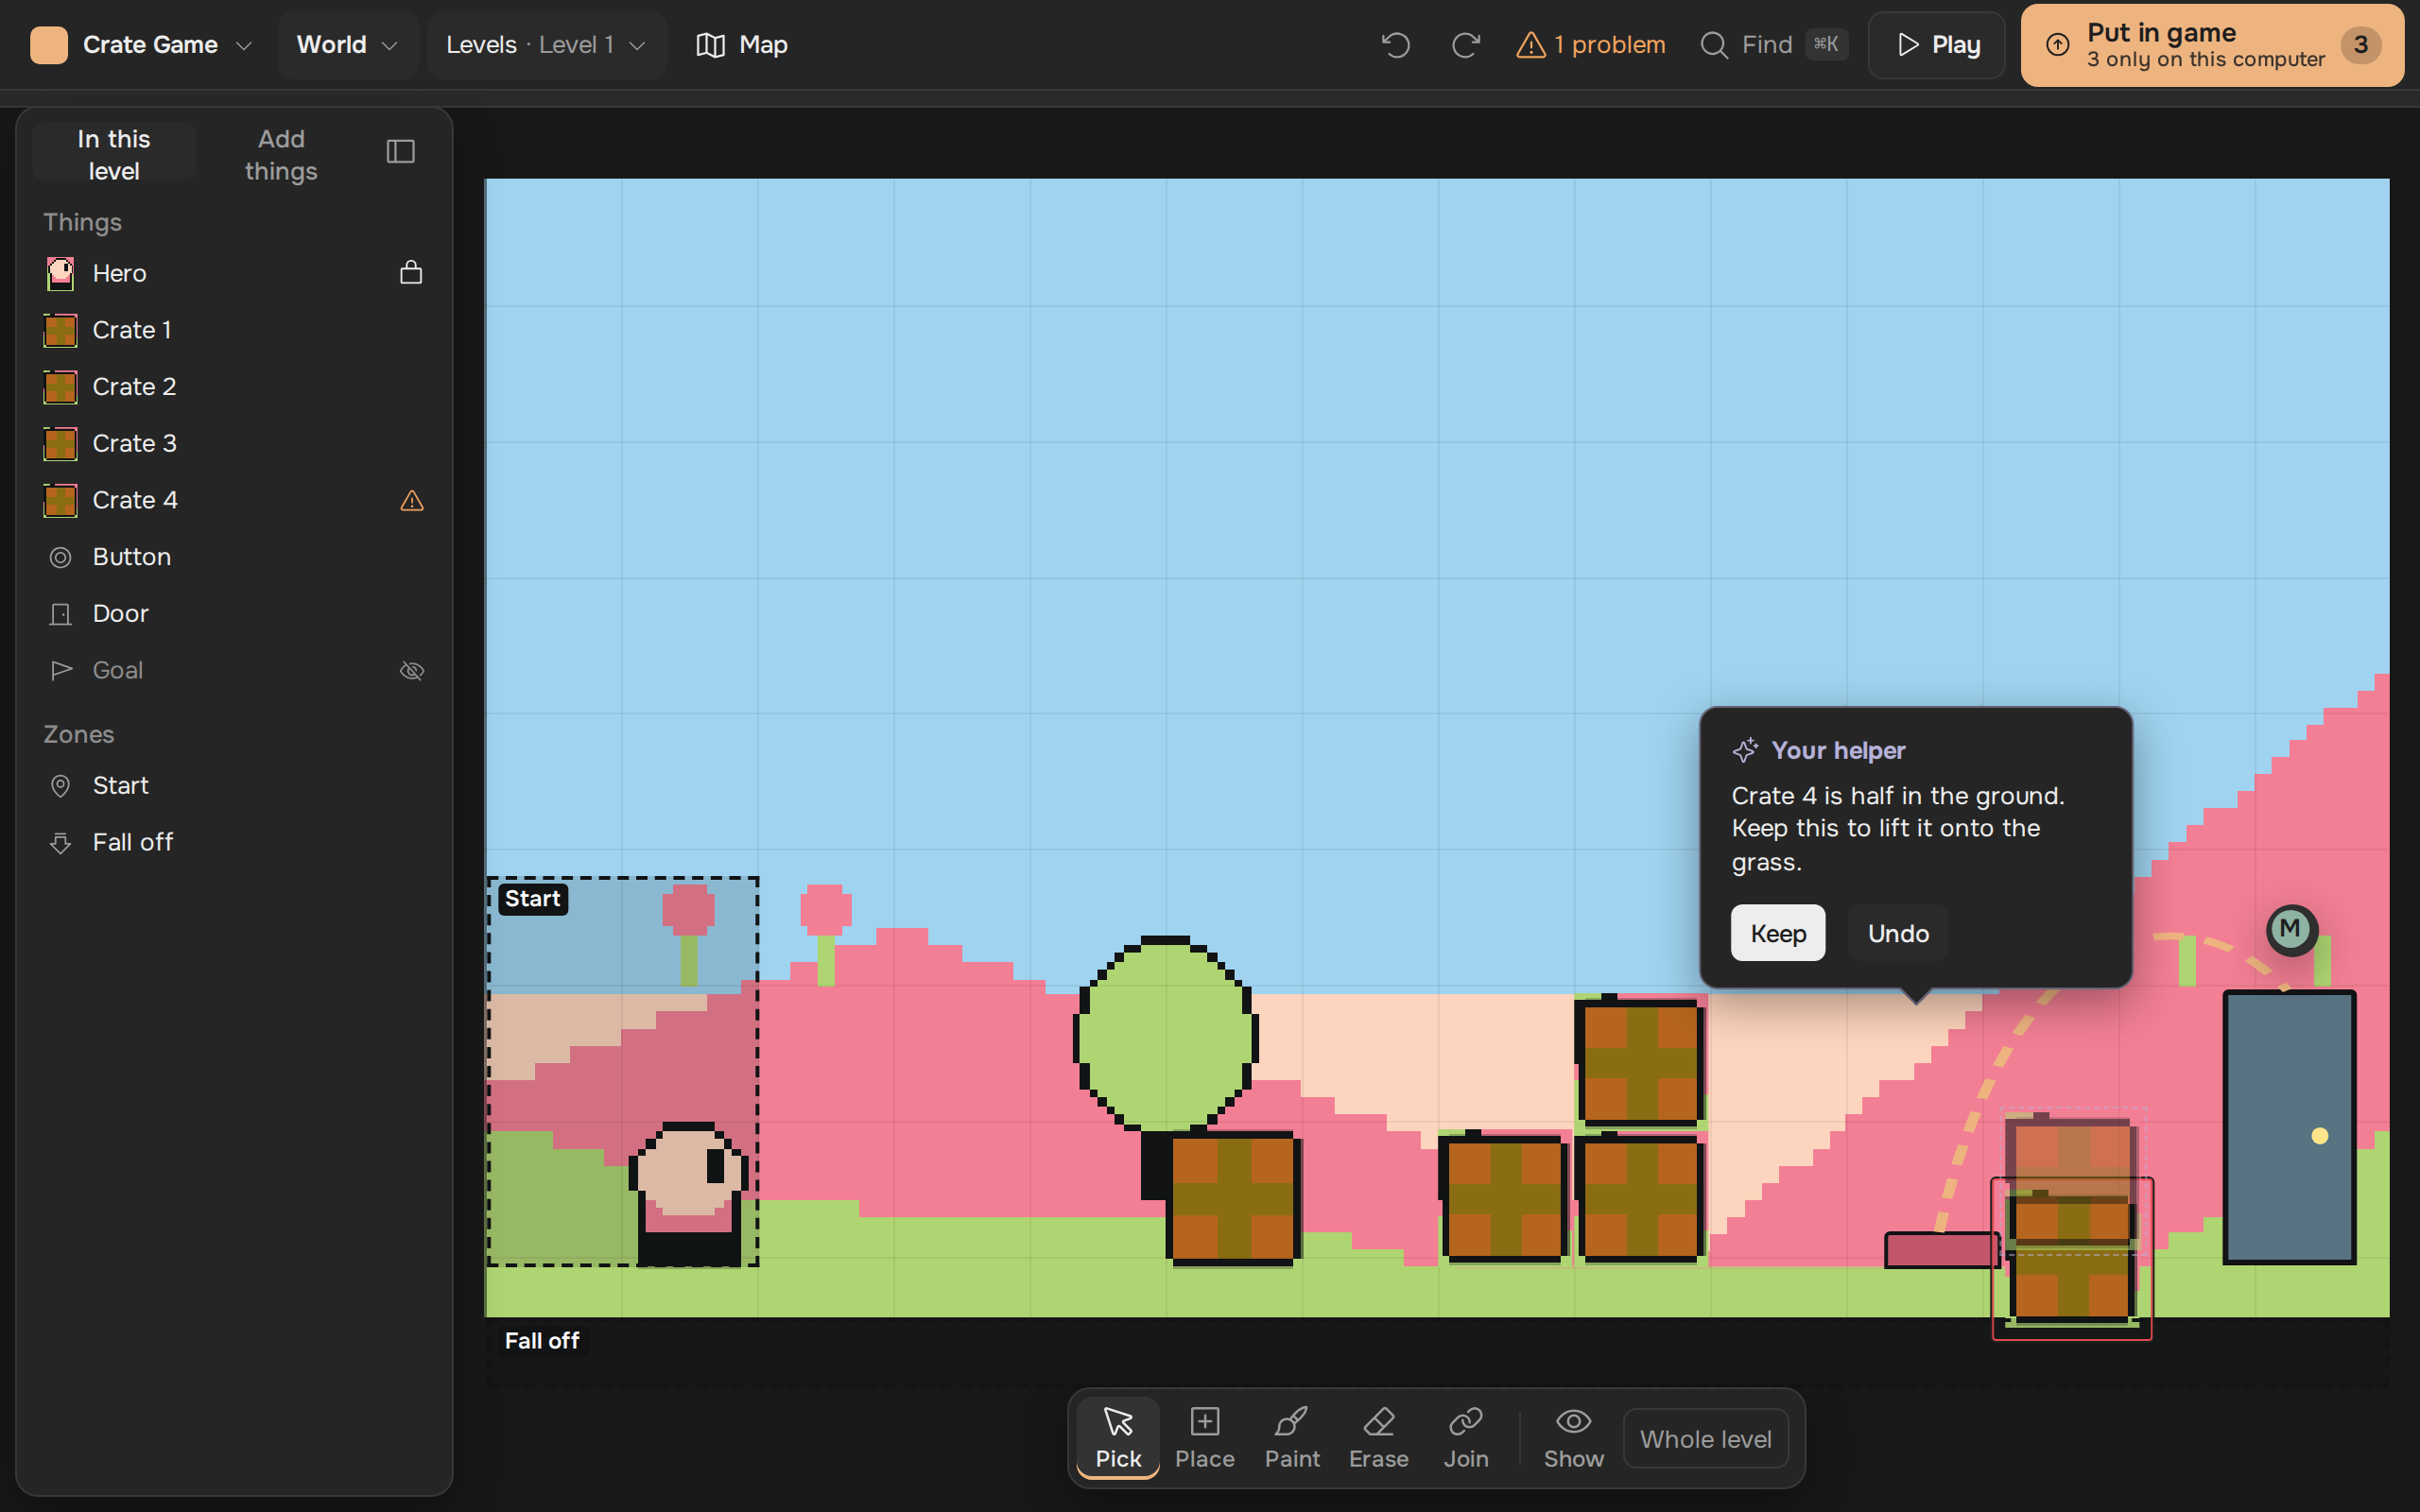 Crate Game
World
Levels · Level 1
Map
1 problem
Find ⌘K
Play
Put in game
3 only on this computer
3
In this level
Add things
Things
Hero
Crate 1
Crate 2
Crate 3
Crate 4
Button
Door
Goal
Zones
Start
Fall off
Start
Your helper
Crate 4 is half in the ground.
Keep this to lift it onto the
grass.
Keep
Undo
M
Fall off
Pick
Place
Paint
Erase
Join
Show
Whole level